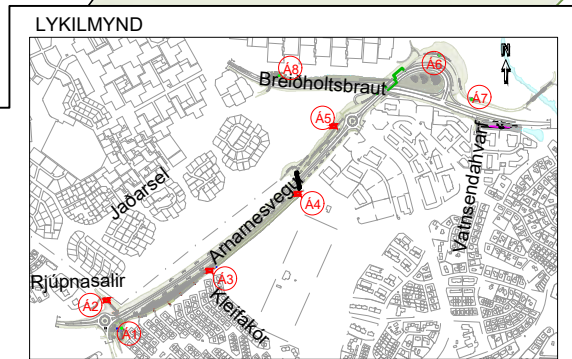 LYKILMYND
N
Á8
Á6
Breiðholtsbraut
Á7
Á5
Vatnsendahvarf
Jaðarsel
Arnarnesvegur
Á4
Rjúpnasalir
Á3
Á2
Kleifakór
Á1